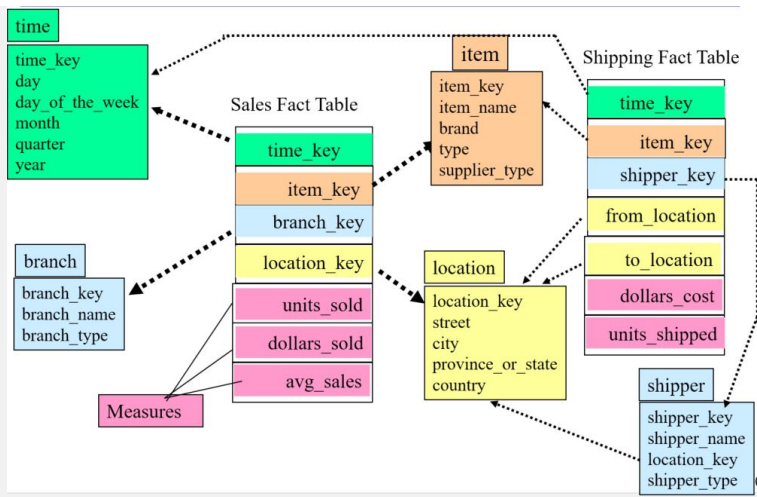 time
time_key
day
day_of_the_week
month
quarter
year
Sales Fact Table
time_key
item_key
branch_key
location_key
units_sold
dollars_sold
avg_sales
Measures
branch
branch_key
branch_name
branch_type
item
item_key
item_name
brand
type
supplier_type
location
location_key
street
city
province_or_state
country
Shipping Fact Table
time_key
item_key
shipper_key
from_location
to_location
dollars_cost
units_shipped
shipper
shipper_key
shipper_name
location_key
shipper_type